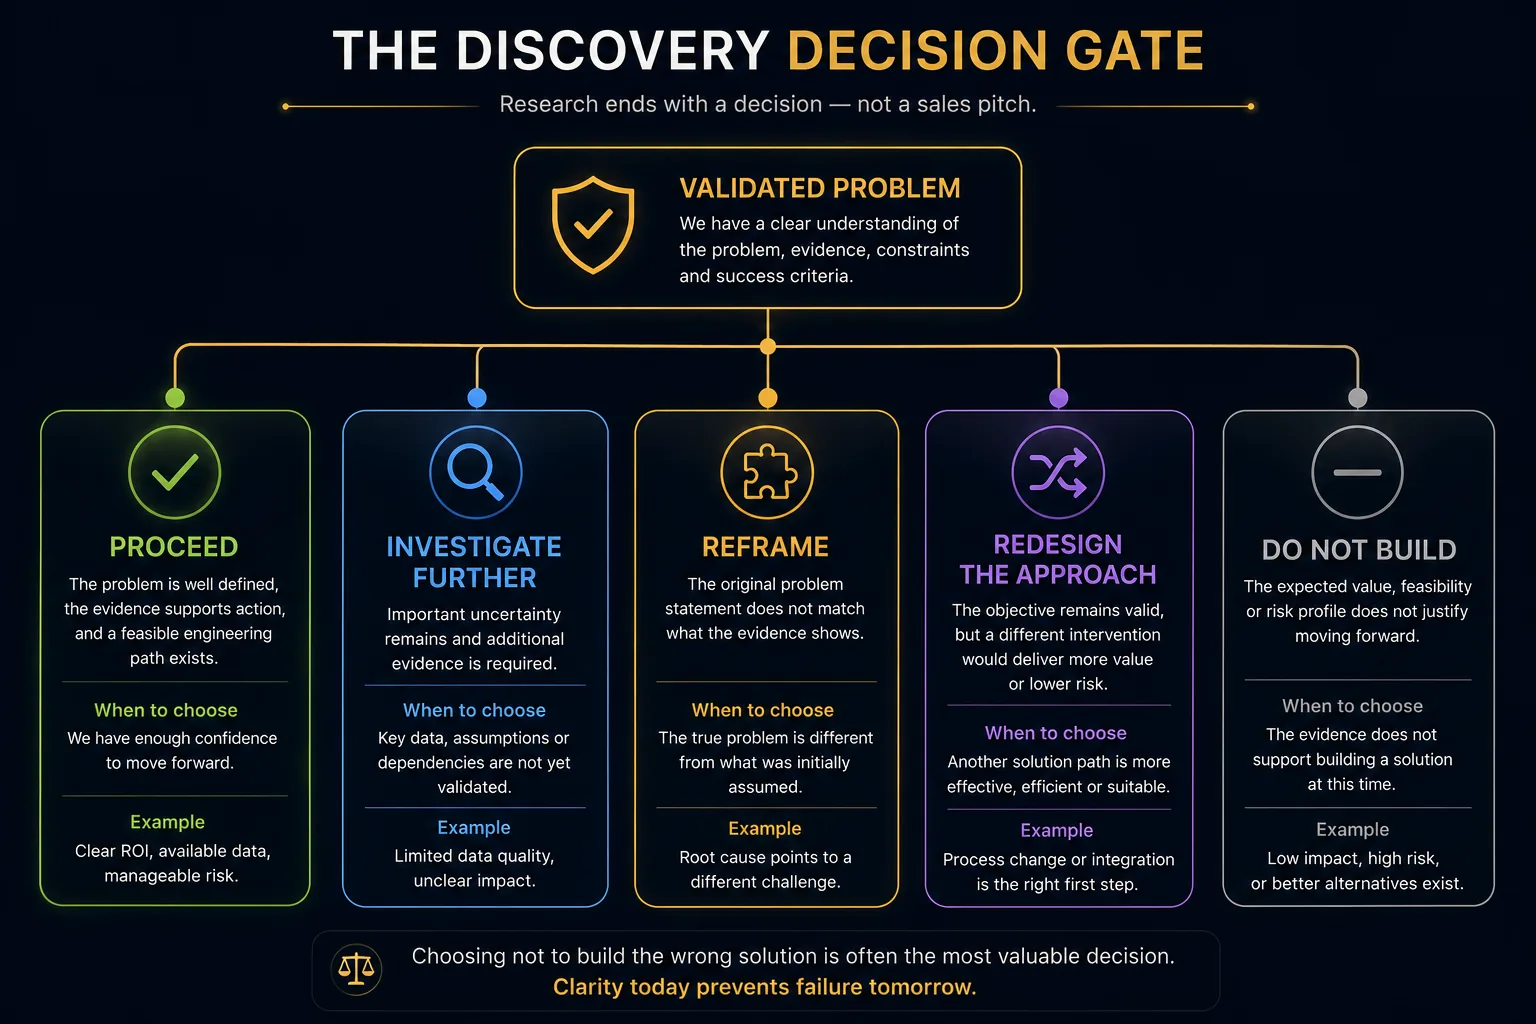 THE DISCOVERY DECISION GATE
Research ends with a decision — not a sales pitch.
VALIDATED PROBLEM
We have a clear understanding of
the problem, evidence, constraints
and success criteria.
PROCEED
The problem is well defined,
the evidence supports action,
and a feasible engineering
path exists.
When to choose
We have enough confidence
to move forward.
Example
Clear ROI, available data,
manageable risk.
INVESTIGATE
FURTHER
Important uncertainty
remains and additional
evidence is required.
When to choose
Key data, assumptions or
dependencies are not yet
validated.
Example
Limited data quality,
unclear impact.
REFRAME
The original problem
statement does not match
what the evidence shows.
When to choose
The true problem is different
from what was initially
assumed.
Example
Root cause points to a
different challenge.
REDESIGN
THE APPROACH
The objective remains valid,
but a different intervention
would deliver more value
or lower risk.
When to choose
Another solution path is more
effective, efficient or suitable.
Example
Process change or integration
is the right first step.
DO NOT BUILD
The expected value, feasibility
or risk profile does not justify
moving forward.
When to choose
The evidence does not
support building a solution
at this time.
Example
Low impact, high risk,
or better alternatives exist.
Choosing not to build the wrong solution is often the most valuable decision.
Clarity today prevents failure tomorrow.